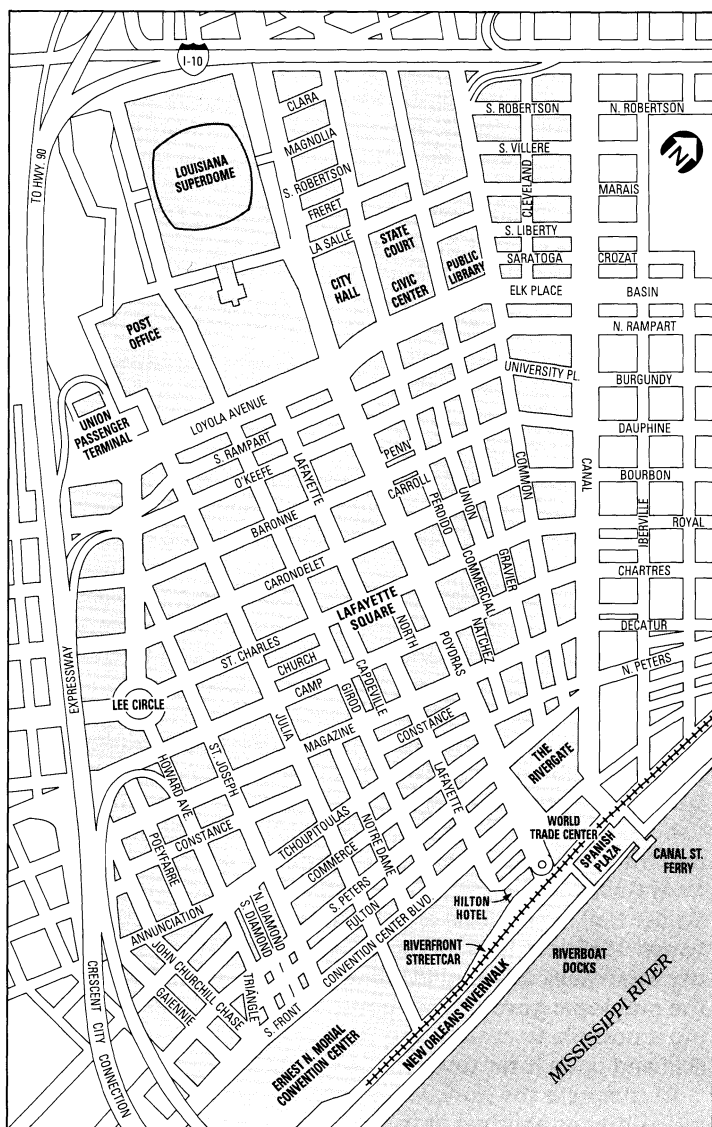 I-10
TO HWY. 90
CLARA
S. ROBERTSON
N. ROBERTSON
LOUISIANA
SUPERDOME
MAGNOLIA
S. VILLERE
N
S. ROBERTSON
CLEVELAND
MARAIS
FRERET
S. LIBERTY
LA SALLE
STATE
COURT
SARATOGA
CROZAT
CITY
HALL
CIVIC
CENTER
PUBLIC
LIBRARY
ELK PLACE
BASIN
POST
OFFICE
N. RAMPART
UNIVERSITY PL.
BURGUNDY
UNION
PASSENGER
TERMINAL
LOYOLA AVENUE
DAUPHINE
S. RAMPART
PENN
O'KEEFE
LAFAYETTE
COMMON
CANAL
BOURBON
CARROLL
PERDIDO
UNION
BARONNE
IBERVILLE
ROYAL
CARONDELET
COMMERCIAL
GRAVIER
CHARTRES
LAFAYETTE
SQUARE
NORTH
NATCHEZ
DECATUR
ST. CHARLES
POYDRAS
CHURCH
CAPDEVILLE
N. PETERS
CAMP
GIROD
EXPRESSWAY
LEE CIRCLE
JULIA
MAGAZINE
CONSTANCE
THE
RIVERGATE
HOWARD AVE.
ST. JOSEPH
LAFAYETTE
CONSTANCE
TCHOUPITOULAS
NOTRE DAME
WORLD
TRADE CENTER
SPANISH
PLAZA
CANAL ST.
FERRY
POEYFARRE
COMMERCE
S. PETERS
HILTON
HOTEL
N. DIAMOND
S. DIAMOND
FULTON
ANNUNCIATION
CONVENTION CENTER BLVD
RIVERFRONT
STREETCAR
RIVERBOAT
DOCKS
JOHN CHURCHILL CHASE
TRIANGLE
GAIENNIE
S. FRONT
NEW ORLEANS RIVERWALK
MISSISSIPPI RIVER
CRESCENT CITY CONNECTION
ERNEST N. MORIAL
CONVENTION CENTER